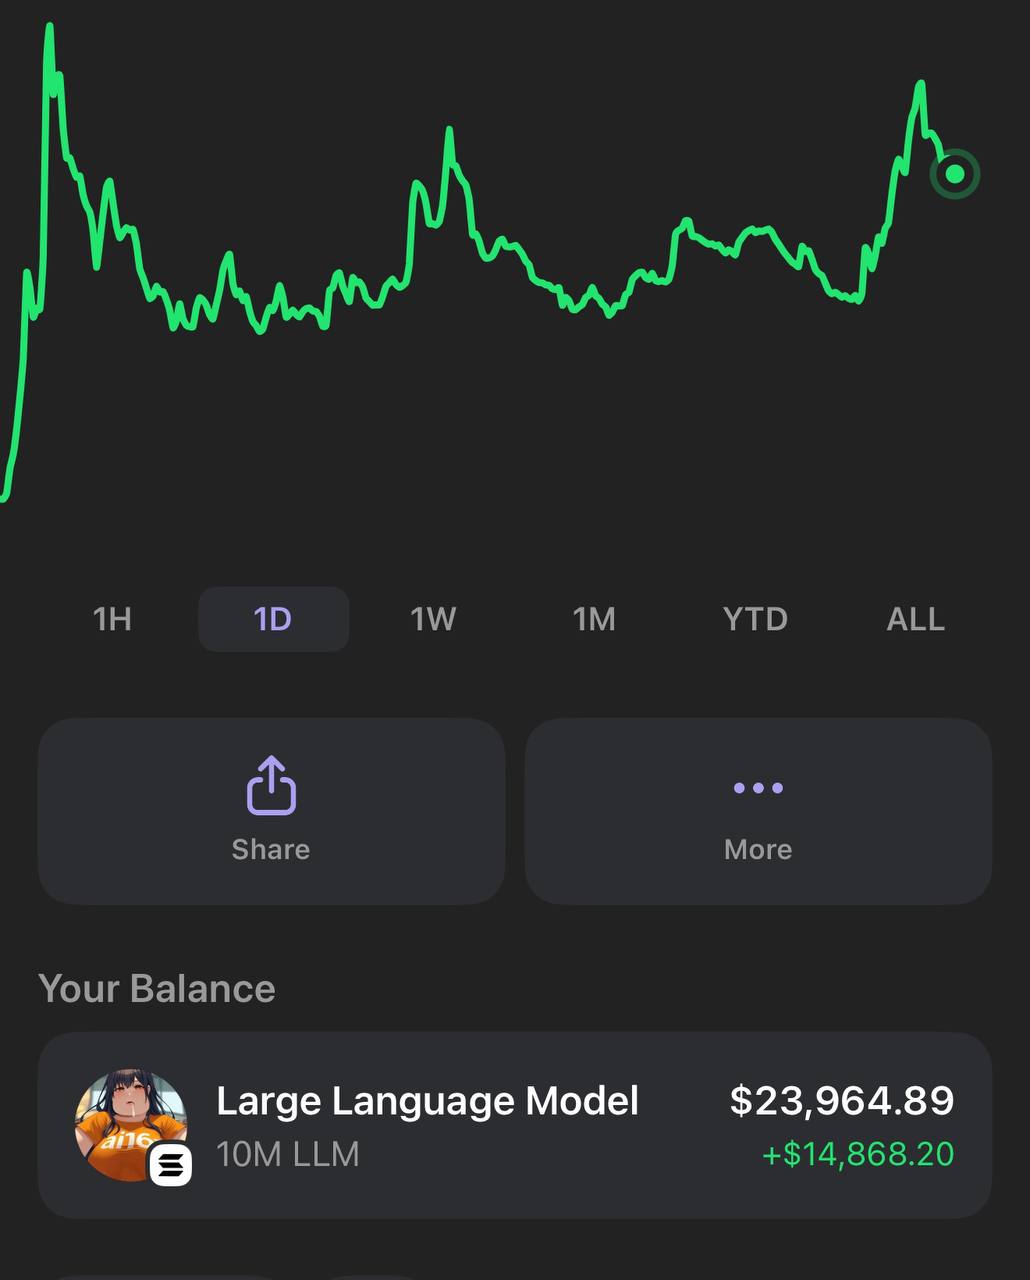 1H 1D 1W 1M YTD ALL
Share More
Your Balance
Large Language Model $23,964.89
10M LLM +$14,868.20
ai16